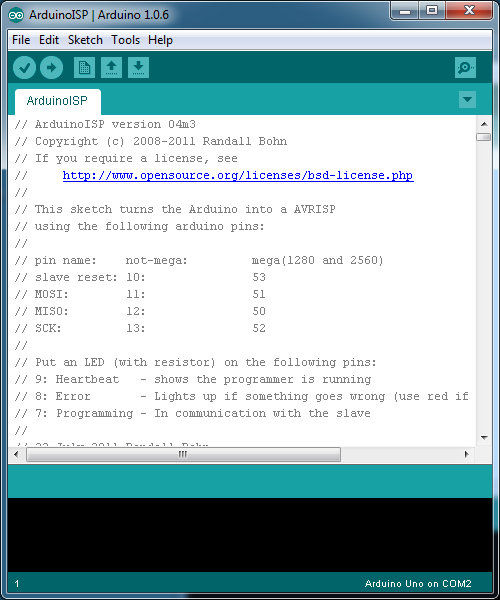 ArduinoISP | Arduino 1.0.6
File Edit Sketch Tools Help
ArduinoISP
// ArduinoISP version 04m3
// Copyright (c) 2008-2011 Randall Bohn
// If you require a license, see
//     http://www.opensource.org/licenses/bsd-license.php
//
// This sketch turns the Arduino into a AVRISP
// using the following arduino pins:
//
// pin name:    not-mega:         mega(1280 and 2560)
// slave reset: 10:               53
// MOSI:        11:               51
// MISO:        12:               50
// SCK:         13:               52
//
// Put an LED (with resistor) on the following pins:
// 9: Heartbeat   - shows the programmer is running
// 8: Error       - Lights up if something goes wrong (use red if
// 7: Programming - In communication with the slave
//
// 23 July 2011 Randall Bohn
1
Arduino Uno on COM2